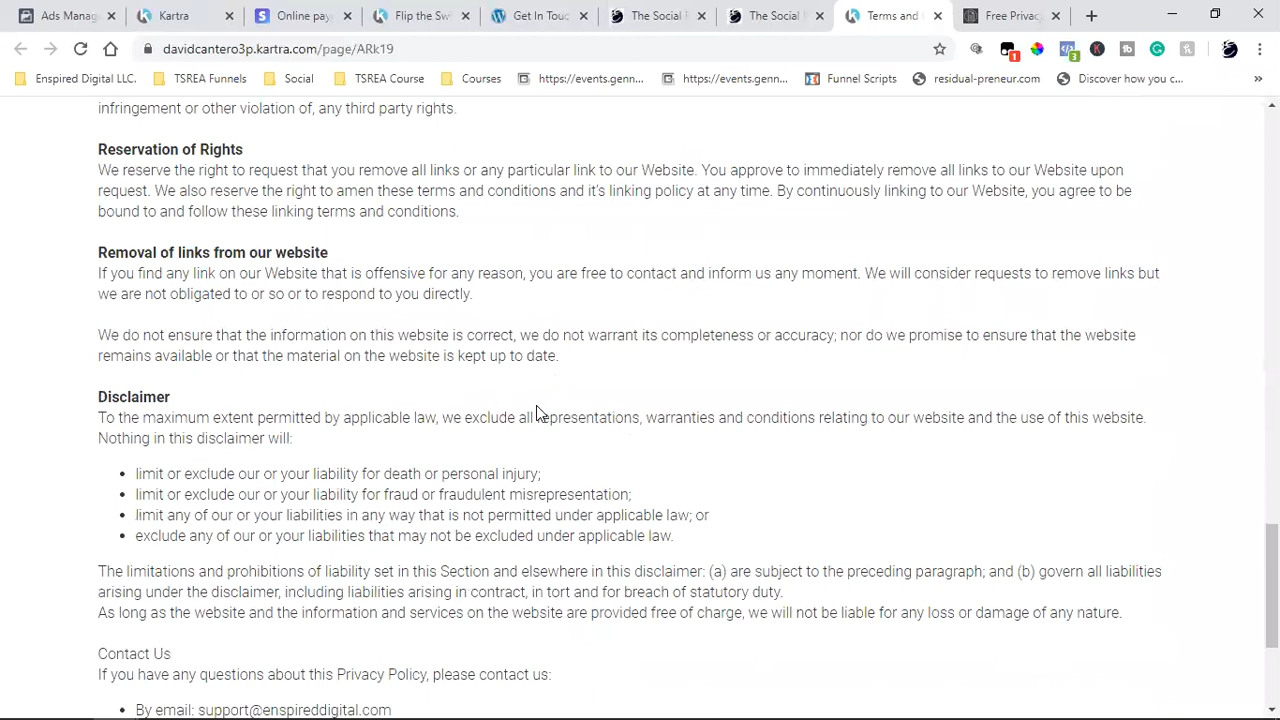 Ads Manag
Kartra
Online pay
Flip the Sw
Get In Touc
The Social
The Social
Terms and
Free Privac
davidcantero3p.kartra.com/page/ARk19
1
3
Enspired Digital LLC.
TSREA Funnels
Social
TSREA Course
Courses
https://events.genn...
https://events.genn...
Funnel Scripts
residual-preneur.com
Discover how you c...
infringement or other violation of, any third party rights.
Reservation of Rights
We reserve the right to request that you remove all links or any particular link to our Website. You approve to immediately remove all links to our Website upon
request. We also reserve the right to amen these terms and conditions and it's linking policy at any time. By continuously linking to our Website, you agree to be
bound to and follow these linking terms and conditions.
Removal of links from our website
If you find any link on our Website that is offensive for any reason, you are free to contact and inform us any moment. We will consider requests to remove links but
we are not obligated to or so or to respond to you directly.
We do not ensure that the information on this website is correct, we do not warrant its completeness or accuracy; nor do we promise to ensure that the website
remains available or that the material on the website is kept up to date.
Disclaimer
To the maximum extent permitted by applicable law, we exclude all representations, warranties and conditions relating to our website and the use of this website.
Nothing in this disclaimer will:
• limit or exclude our or your liability for death or personal injury;
• limit or exclude our or your liability for fraud or fraudulent misrepresentation;
• limit any of our or your liabilities in any way that is not permitted under applicable law; or
• exclude any of our or your liabilities that may not be excluded under applicable law.
The limitations and prohibitions of liability set in this Section and elsewhere in this disclaimer: (a) are subject to the preceding paragraph; and (b) govern all liabilities
arising under the disclaimer, including liabilities arising in contract, in tort and for breach of statutory duty.
As long as the website and the information and services on the website are provided free of charge, we will not be liable for any loss or damage of any nature.
Contact Us
If you have any questions about this Privacy Policy, please contact us:
• By email: support@enspireddigital.com